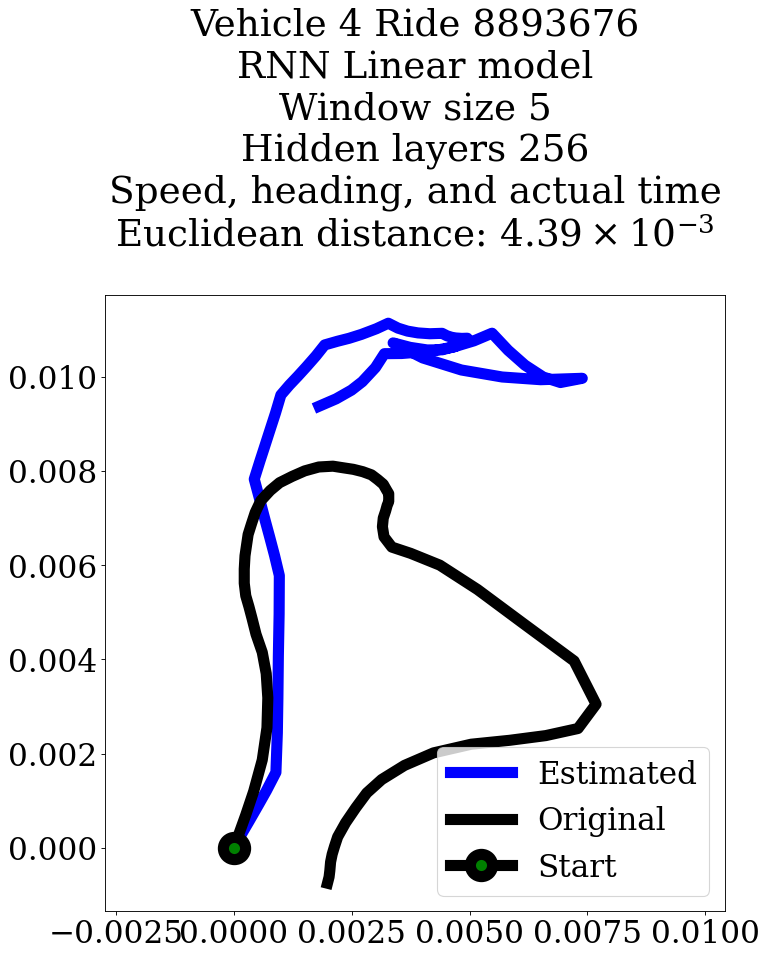 Vehicle 4 Ride 8893676
RNN Linear model
Window size 5
Hidden layers 256
Speed, heading, and actual time
Euclidean distance: 4.39 × 10⁻³
0.010
0.008
0.006
0.004
0.002
0.000
Estimated
Original
Start
−0.0025 0.0000 0.0025 0.0050 0.0075 0.0100